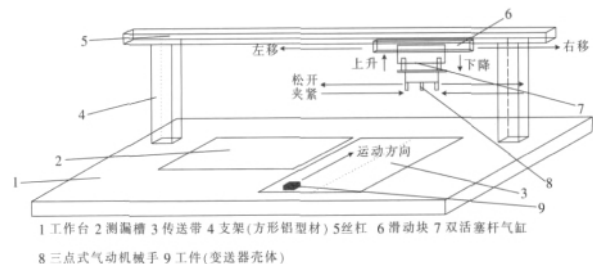 6
5
左移
右移
上升
下降
松开
夹紧
7
4
2
运动方向
1
3
8
9
1 工作台 2 测漏槽 3 传送带 4 支架(方形铝型材) 5丝杠 6 滑动块 7 双活塞杆气缸
8 三点式气动机械手 9 工件(变送器壳体)